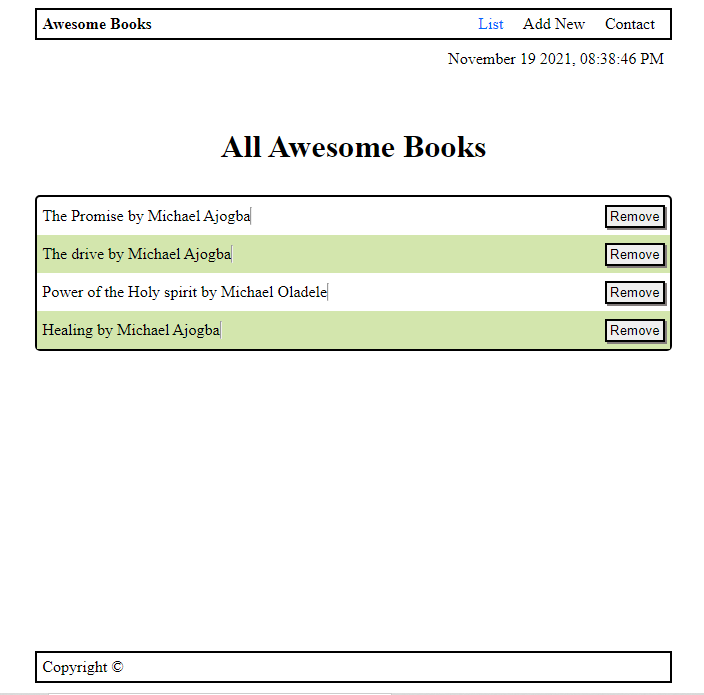 Awesome Books List Add New Contact
November 19 2021, 08:38:46 PM
All Awesome Books
The Promise by Michael Ajogba Remove
The drive by Michael Ajogba Remove
Power of the Holy spirit by Michael Oladele Remove
Healing by Michael Ajogba Remove
Copyright ©